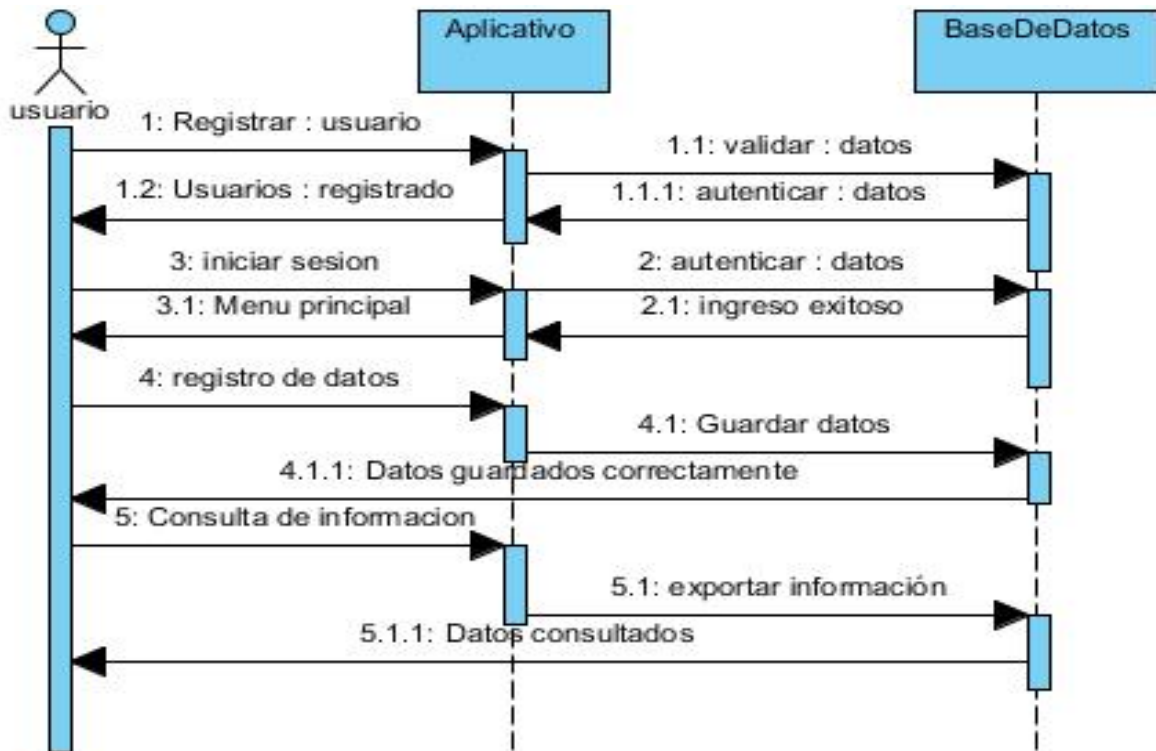 Aplicativo
BaseDeDatos
usuario
1: Registrar : usuario
1.1: validar : datos
1.2: Usuarios : registrado
1.1.1: autenticar : datos
3: iniciar sesion
2: autenticar : datos
3.1: Menu principal
2.1: ingreso exitoso
4: registro de datos
4.1: Guardar datos
4.1.1: Datos guardados correctamente
5: Consulta de informacion
5.1: exportar información
5.1.1: Datos consultados